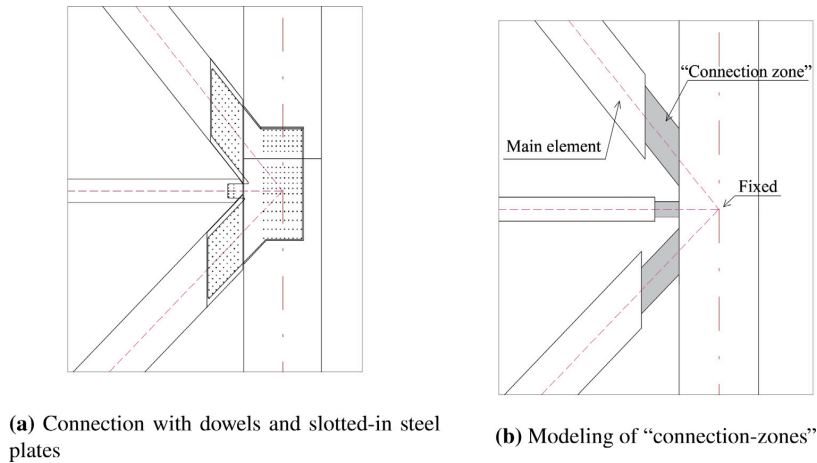 “Connection zone”
Main element
Fixed
(a) Connection with dowels and slotted-in steel
plates
(b) Modeling of “connection-zones”